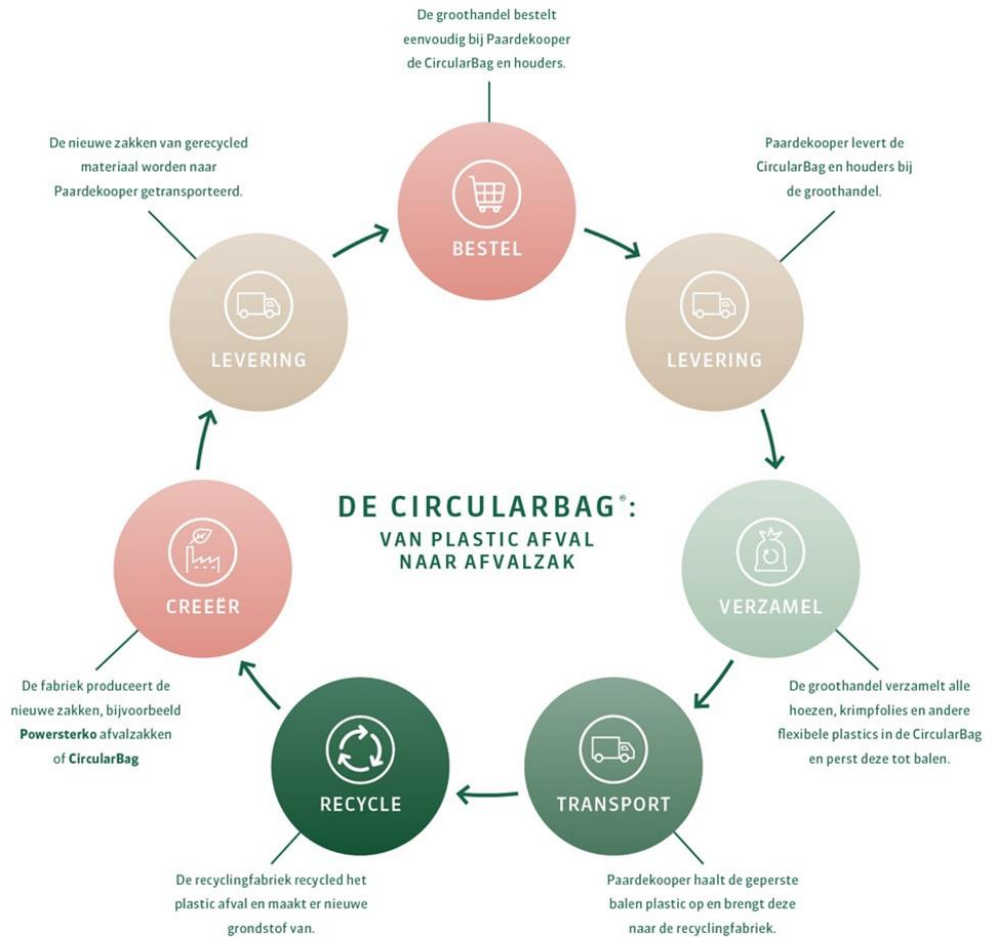 De groothandel bestelt
eenvoudig bij Paardekooper
de CircularBag en houders.
BESTEL
Paardekooper levert de
CircularBag en houders bij
de groothandel.
LEVERING
VERZAMEL
De groothandel verzamelt alle
hoezen, krimpfolies en andere
flexibele plastics in de CircularBag
en perst deze tot balen.
TRANSPORT
Paardekooper haalt de geperste
balen plastic op en brengt deze
naar de recyclingfabriek.
RECYCLE
De recyclingfabriek recycled het
plastic afval en maakt er nieuwe
grondstof van.
CREEËR
De fabriek produceert de
nieuwe zakken, bijvoorbeeld
Powersterko afvalzakken
of CircularBag
De nieuwe zakken van gerecycled
materiaal worden naar
Paardekooper getransporteerd.
LEVERING
DE CIRCULARBAG®:
VAN PLASTIC AFVAL
NAAR AFVALZAK